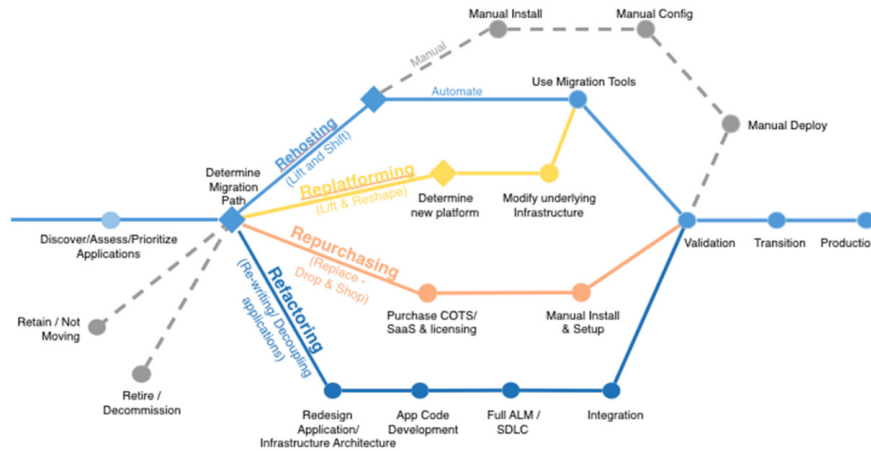 Manual Install
Manual Config
Manual
Automate
Use Migration Tools
Manual Deploy
Rehosting
(Lift and Shift)
Determine
Migration
Path
Replatforming
(Lift & Reshape)
Determine
new platform
Modify underlying
Infrastructure
Discover/Assess/Prioritize
Applications
Validation
Transition
Production
Repurchasing
(Replace -
Drop & Shop)
Purchase COTS/
SaaS & licensing
Manual Install
& Setup
Refactoring
(Re-writing/ Decoupling
applications)
Retain / Not
Moving
Retire /
Decommission
Redesign
Application/
Infrastructure Architecture
App Code
Development
Full ALM /
SDLC
Integration